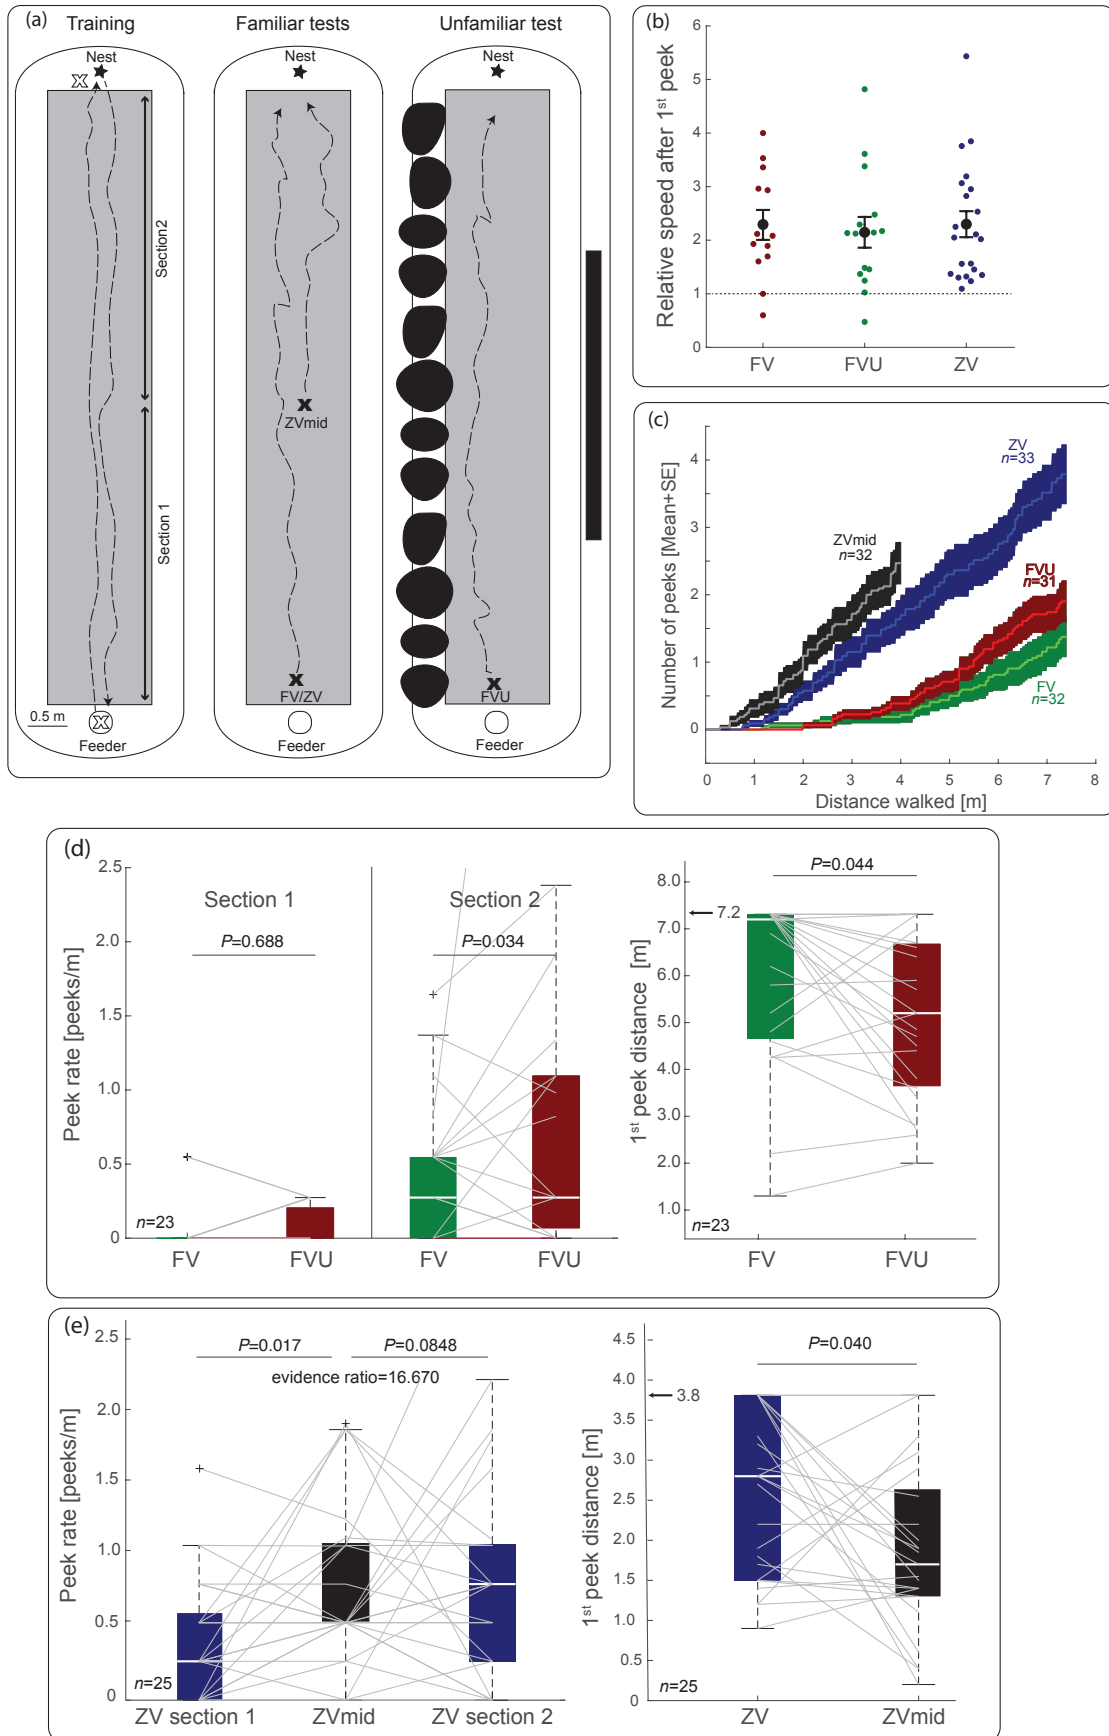 (a)
Training
Familiar tests
Unfamiliar test
Nest
Nest
Nest
X
Section2
Section 1
X
ZVmid
X
FV/ZV
X
FVU
X
0.5 m
Feeder
Feeder
Feeder
(b)
Relative speed after 1st peek
6
5
4
3
2
1
0
FV
FVU
ZV
(c)
Number of peeks [Mean+SE]
4
3
2
1
0
ZV
n=33
ZVmid
n=32
FVU
n=31
FV
n=32
0 1 2 3 4 5 6 7 8
Distance walked [m]
(d)
Peek rate [peeks/m]
2.5
2.0
1.5
1.0
0.5
0
Section 1
Section 2
P=0.688
P=0.034
n=23
FV
FVU
FV
FVU
1st peek distance [m]
8.0
7.0
6.0
5.0
4.0
3.0
2.0
1.0
7.2
P=0.044
n=23
FV
FVU
(e)
Peek rate [peeks/m]
2.5
2.0
1.5
1.0
0.5
0
P=0.017
P=0.0848
evidence ratio=16.670
n=25
ZV section 1
ZVmid
ZV section 2
1st peek distance [m]
4.5
4.0
3.5
3.0
2.5
2.0
1.5
1.0
0.5
0
3.8
P=0.040
n=25
ZV
ZVmid